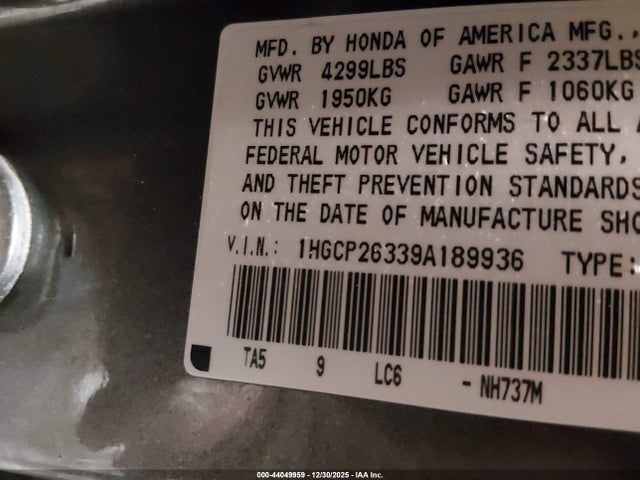 MFD. BY HONDA OF AMERICA MFG.,
GVWR 4299LBS GAWR F 2337LBS
GVWR 1950KG GAWR F 1060KG
THIS VEHICLE CONFORMS TO ALL A
FEDERAL MOTOR VEHICLE SAFETY,
AND THEFT PREVENTION STANDARDS
ON THE DATE OF MANUFACTURE SHO
V.I.N.: 1HGCP26339A189936 TYPE:
TA5 9 LC6 - NH737M
000-44049959 - 12/30/2025 - IAA Inc.